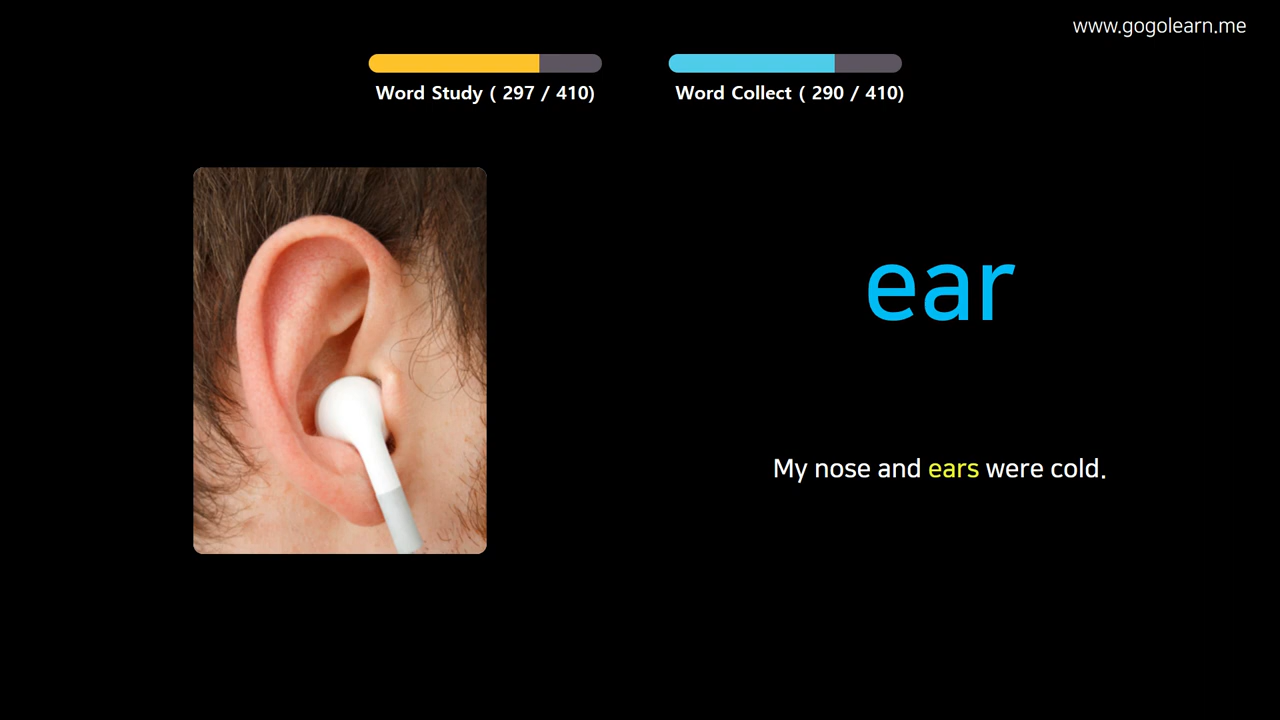 www.gogolearn.me
Word Study ( 297 / 410)
Word Collect ( 290 / 410)
ear
My nose and ears were cold.